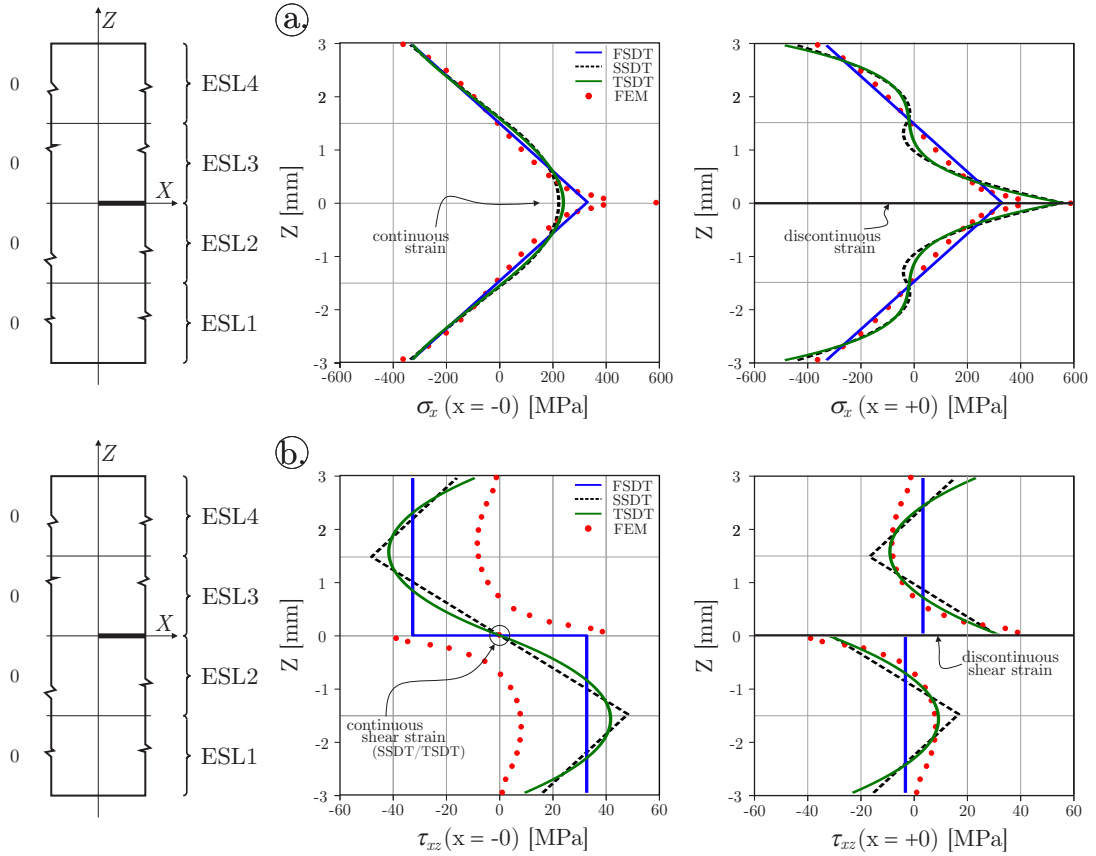 a.
Z
0
ESL4
0
ESL3
X
0
ESL2
0
ESL1
Z [mm]
3
2
1
0
-1
-2
-3
FSDT
SSDT
TSDT
FEM
continuous
strain
-600 -400 -200 0 200 400 600
σx (x = -0) [MPa]
Z [mm]
3
2
1
0
-1
-2
-3
discontinuous
strain
-600 -400 -200 0 200 400 600
σx (x = +0) [MPa]
b.
Z
0
ESL4
0
ESL3
X
0
ESL2
0
ESL1
Z [mm]
3
2
1
0
-1
-2
-3
FSDT
SSDT
TSDT
FEM
continuous
shear strain
(SSDT/TSDT)
-60 -40 -20 0 20 40 60
τxz (x = -0) [MPa]
Z [mm]
3
2
1
0
-1
-2
-3
discontinuous
shear strain
-60 -40 -20 0 20 40 60
τxz (x = +0) [MPa]